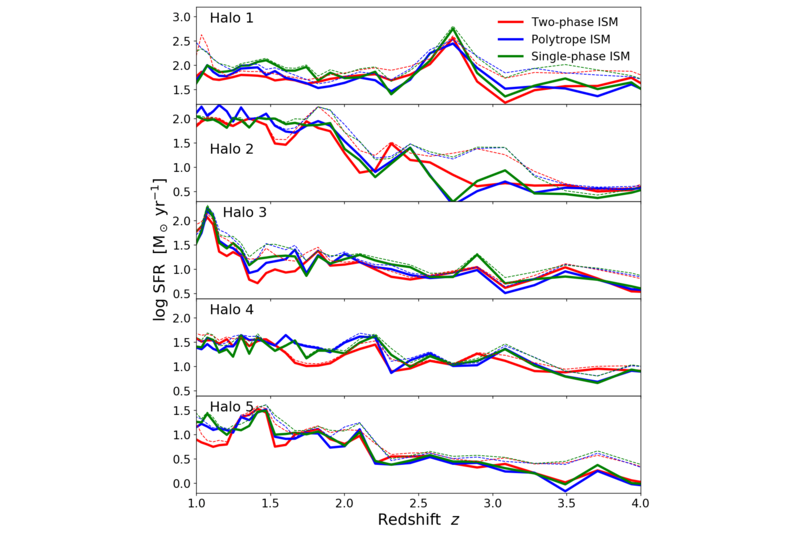 Halo 1
Two-phase ISM
Polytrope ISM
Single-phase ISM
3.0
2.5
2.0
1.5
Halo 2
2.0
1.5
1.0
0.5
Halo 3
2.0
1.5
1.0
0.5
Halo 4
2.0
1.5
1.0
0.5
Halo 5
1.5
1.0
0.5
0.0
log SFR [M⊙ yr⁻¹]
1.0 1.5 2.0 2.5 3.0 3.5 4.0
Redshift z